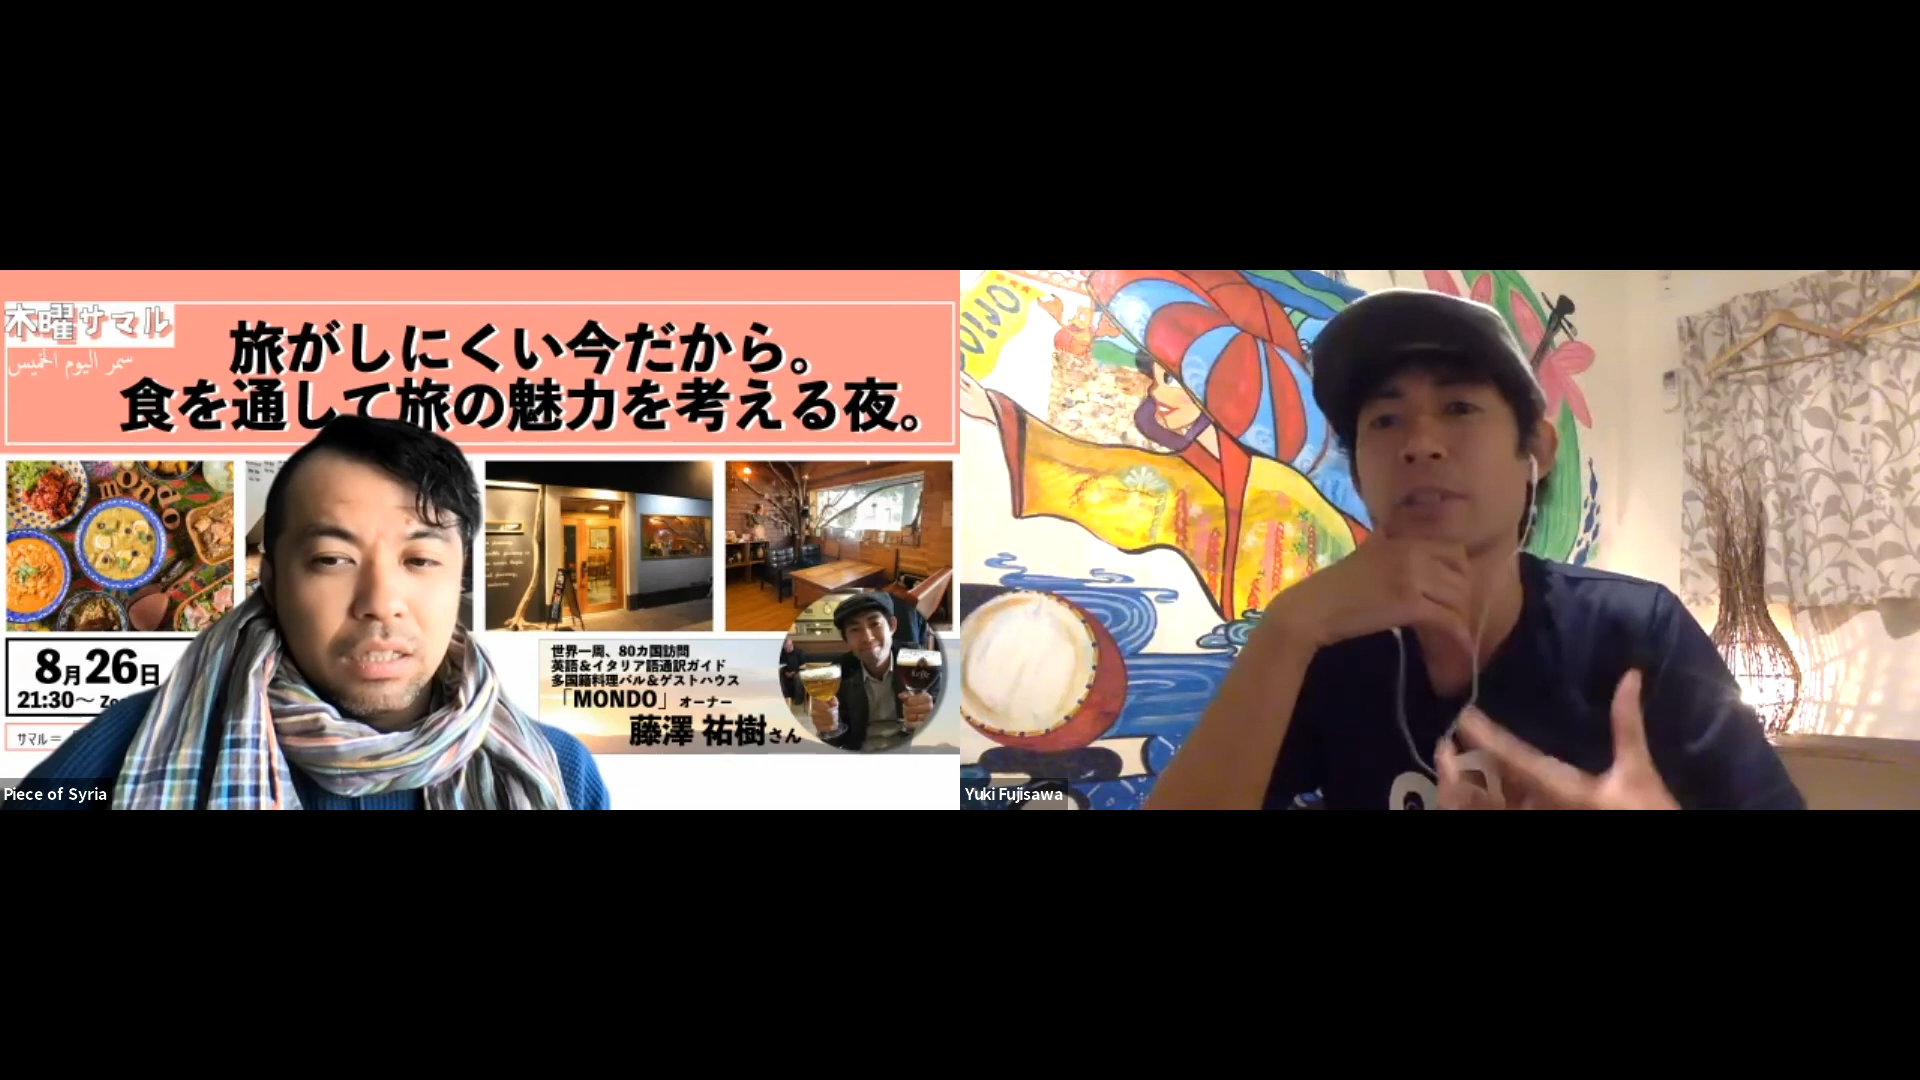 木曜サマル
سمر اليوم الخميس
旅がしにくい今だから。
食を通して旅の魅力を考える夜。
mondo
8月26日
21:30～ Zo
サマル＝
世界一周、80カ国訪問
英語&イタリア語通訳ガイド
多国籍料理バル&ゲストハウス
「MONDO」オーナー
藤澤 祐樹さん
Leffe
Piece of Syria
Yuki Fujisawa